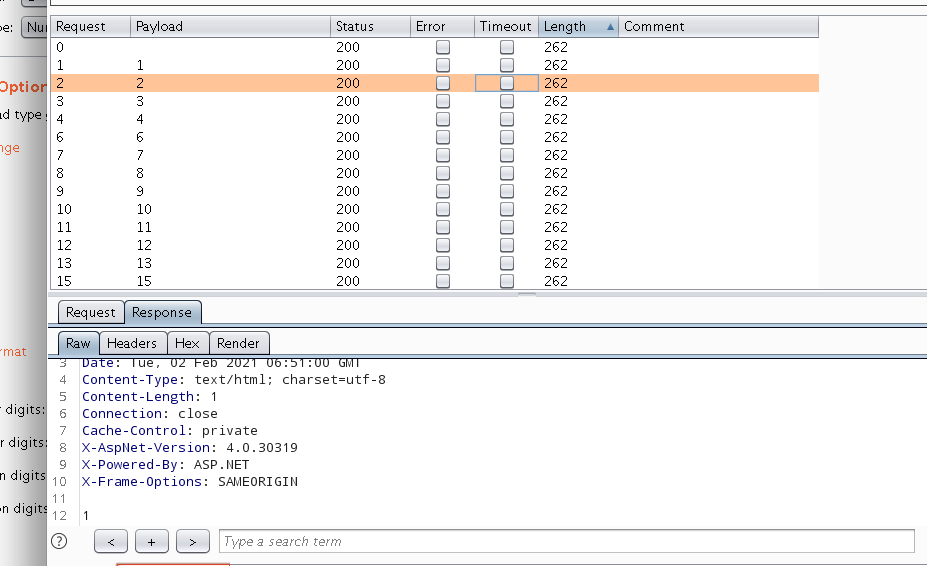 pe: Nu
Request Payload Status Error Timeout Length Comment
0 200 262
1 1 200 262
2 2 200 262
3 3 200 262
4 4 200 262
6 6 200 262
7 7 200 262
8 8 200 262
9 9 200 262
10 10 200 262
11 11 200 262
12 12 200 262
13 13 200 262
15 15 200 262
Option
ad type
nge
rmat
r digits:
r digits:
n digits
on digits
Request Response
Raw Headers Hex Render
3 Date: Tue, 02 Feb 2021 06:51:00 GMT
4 Content-Type: text/html; charset=utf-8
5 Content-Length: 1
6 Connection: close
7 Cache-Control: private
8 X-AspNet-Version: 4.0.30319
9 X-Powered-By: ASP.NET
10 X-Frame-Options: SAMEORIGIN
11
12 1
? < + > Type a search term